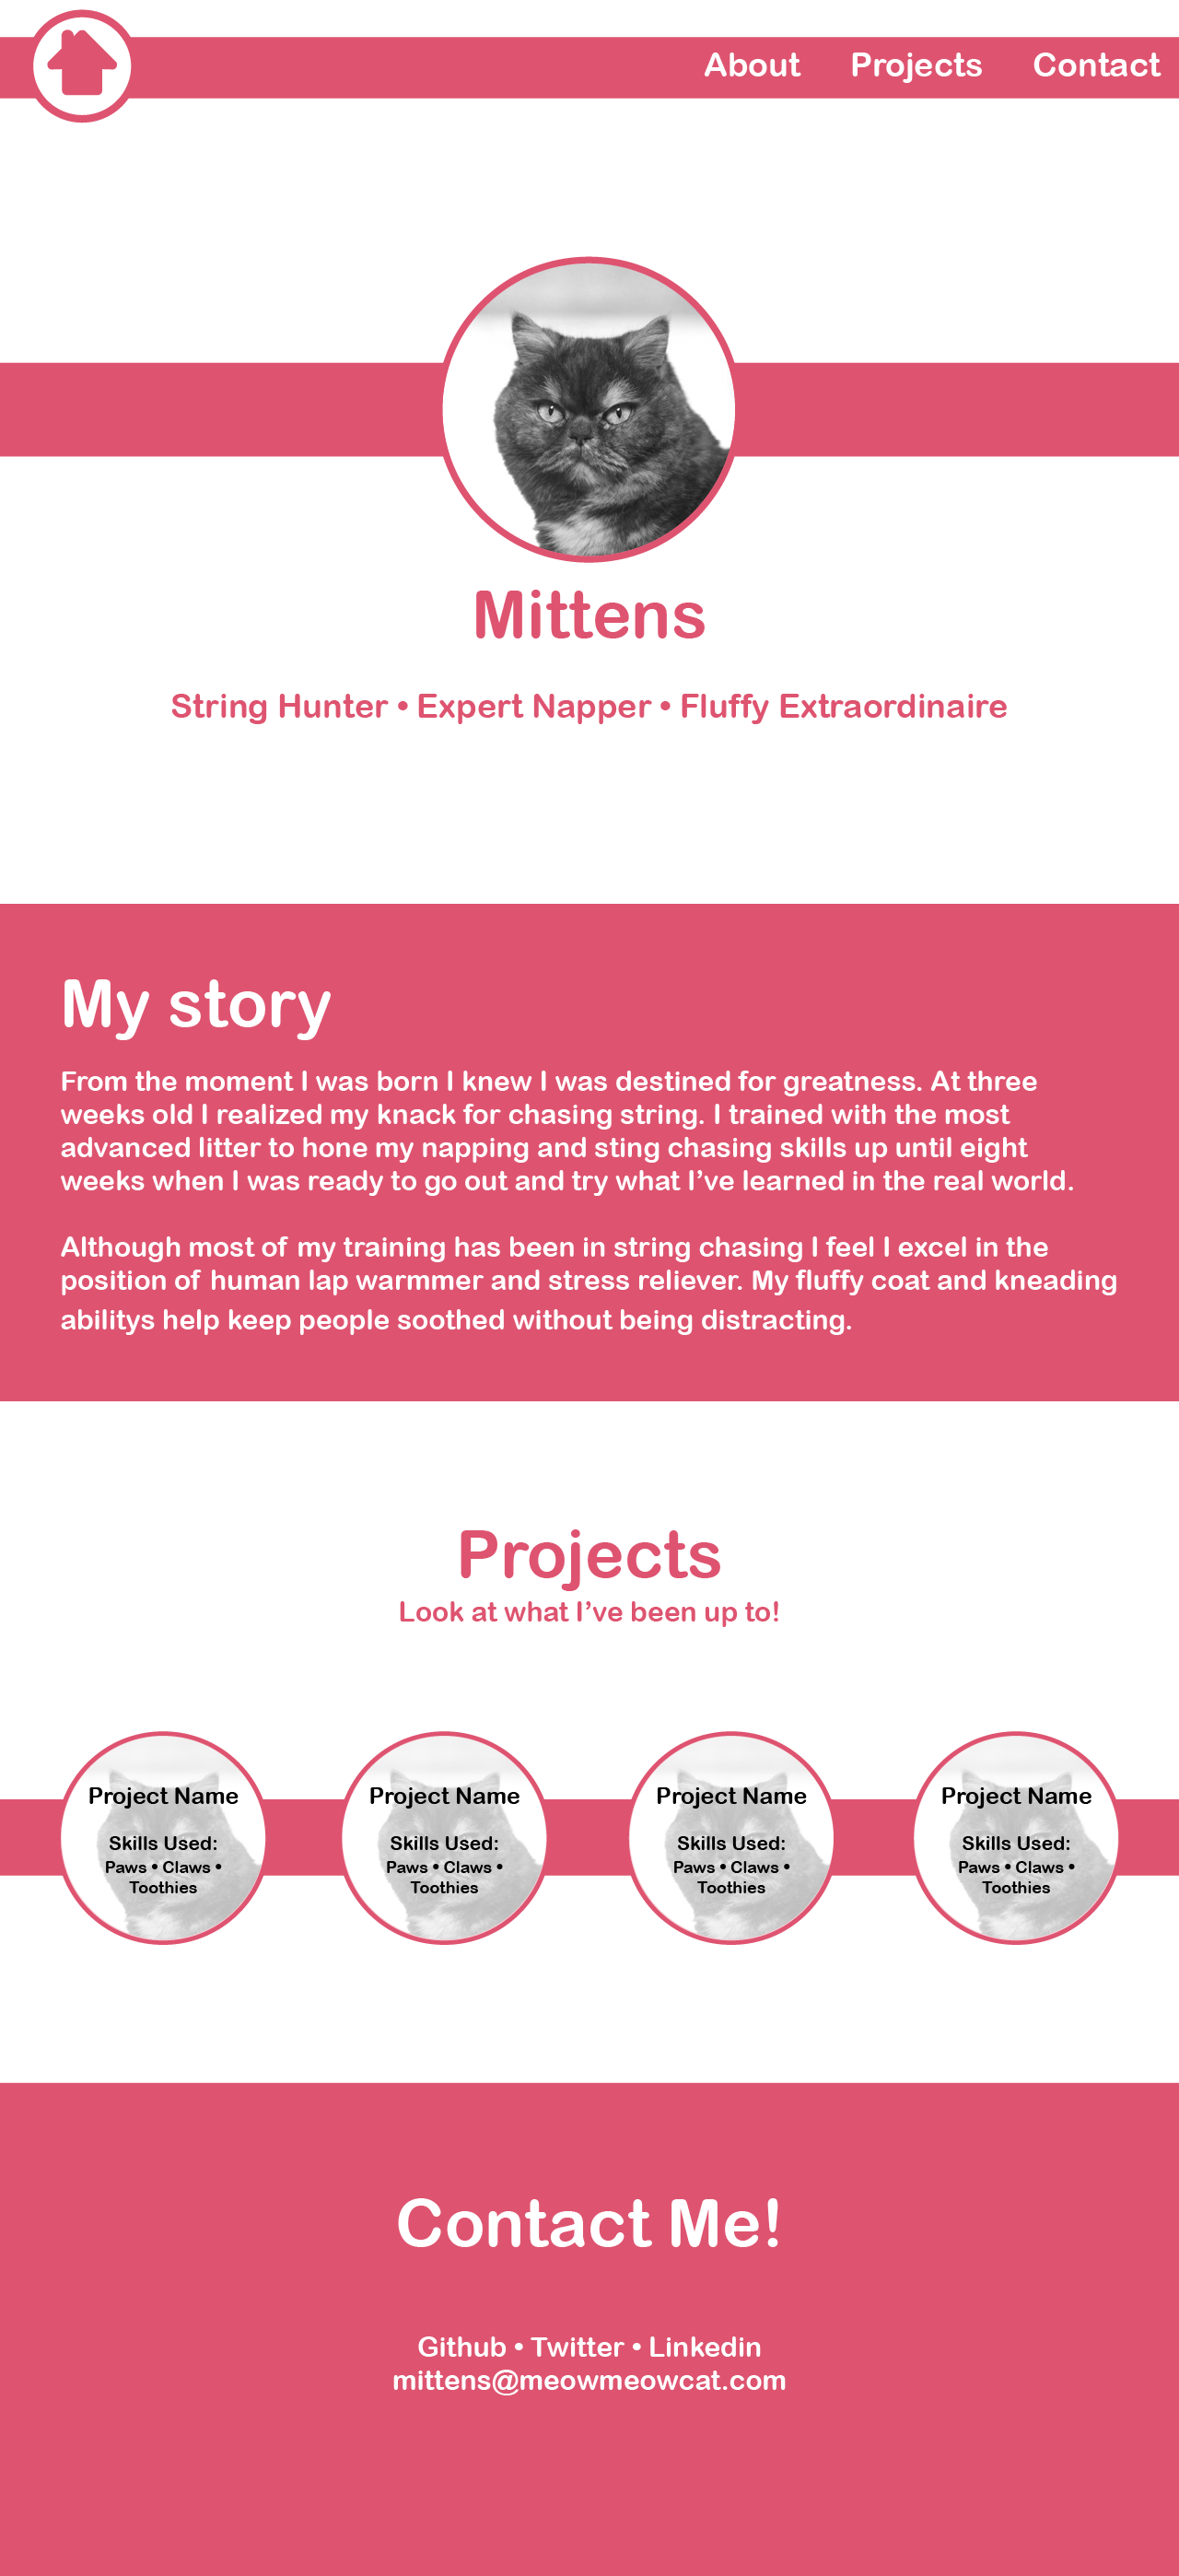 About Projects Contact
Mittens
String Hunter • Expert Napper • Fluffy Extraordinaire
My story
From the moment I was born I knew I was destined for greatness. At three
weeks old I realized my knack for chasing string. I trained with the most
advanced litter to hone my napping and sting chasing skills up until eight
weeks when I was ready to go out and try what I’ve learned in the real world.
Although most of my training has been in string chasing I feel I excel in the
position of human lap warmmer and stress reliever. My fluffy coat and kneading
abilitys help keep people soothed without being distracting.
Projects
Look at what I’ve been up to!
Project Name
Skills Used:
Paws • Claws •
Toothies
Project Name
Skills Used:
Paws • Claws •
Toothies
Project Name
Skills Used:
Paws • Claws •
Toothies
Project Name
Skills Used:
Paws • Claws •
Toothies
Contact Me!
Github • Twitter • Linkedin
mittens@meowmeowcat.com